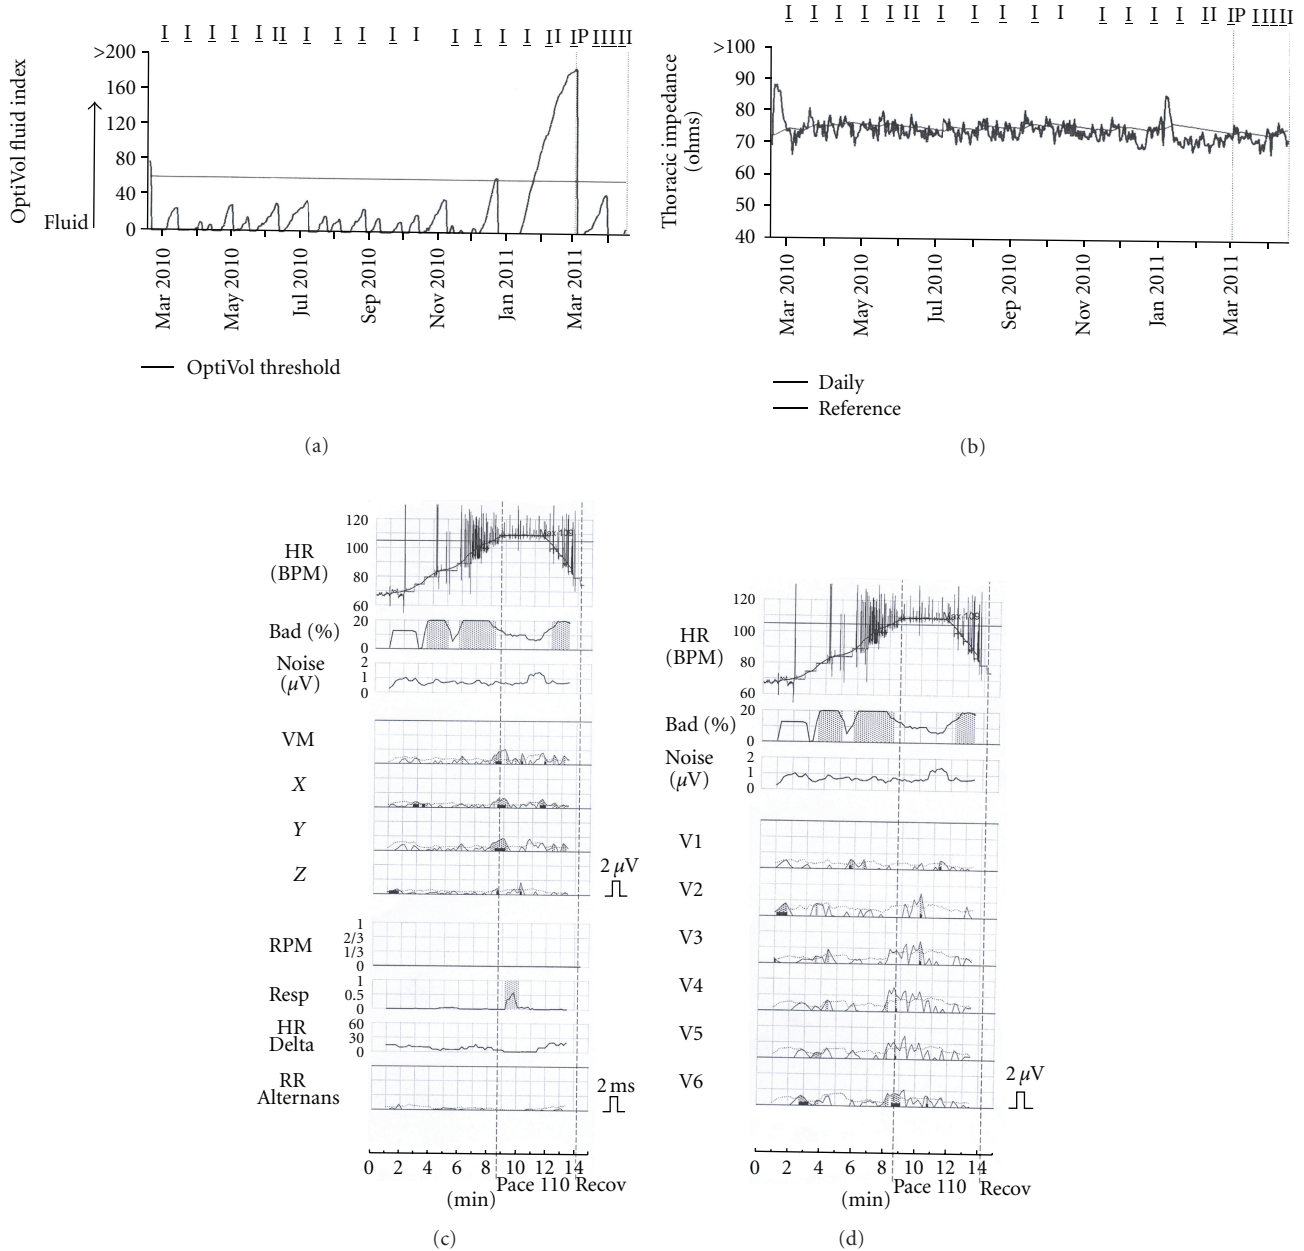 I I I I I II I I I I I I I I I II IP IIIII
OptiVol fluid index
Fluid
>200
160
120
80
40
0
Mar 2010
May 2010
Jul 2010
Sep 2010
Nov 2010
Jan 2011
Mar 2011
OptiVol threshold
(a)
I I I I I II I I I I I I I I I II IP IIIII
Thoracic impedance
(ohms)
>100
90
80
70
60
50
40
Mar 2010
May 2010
Jul 2010
Sep 2010
Nov 2010
Jan 2011
Mar 2011
Daily
Reference
(b)
HR
(BPM)
120
100
80
60
Max 109
Bad (%)
20
0
Noise
(μV)
2
1
0
VM
X
Y
Z
2 μV
RPM
1
2/3
1/3
0
Resp
1
0.5
0
HR
Delta
60
30
0
RR
Alternans
2 ms
0 2 4 6 8 10 12 14
(min)
Pace 110 Recov
(c)
HR
(BPM)
120
100
80
60
Max 109
Bad (%)
20
0
Noise
(μV)
2
1
0
V1
V2
V3
V4
V5
V6
2 μV
0 2 4 6 8 10 12 14
(min)
Pace 110 Recov
(d)